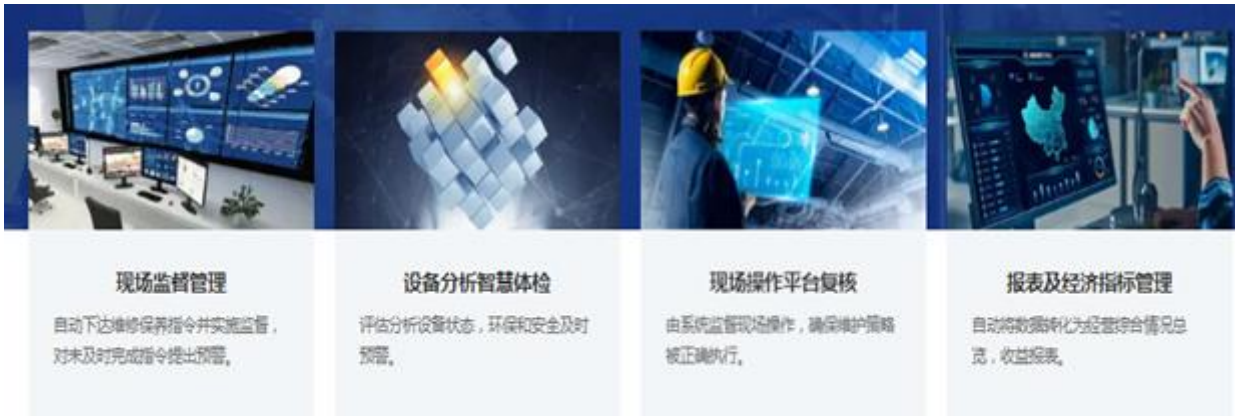 现场监督管理
自动下达维修保养指令并实施监督，
对未及时完成指令提出预警。
设备分析智慧体检
评估分析设备状态，环保和安全及时
预警。
现场操作平台复核
由系统监督现场操作，确保维护策略
被正确执行。
报表及经济指标管理
自动将数据转化为经营综合情况总
览，收益报表。